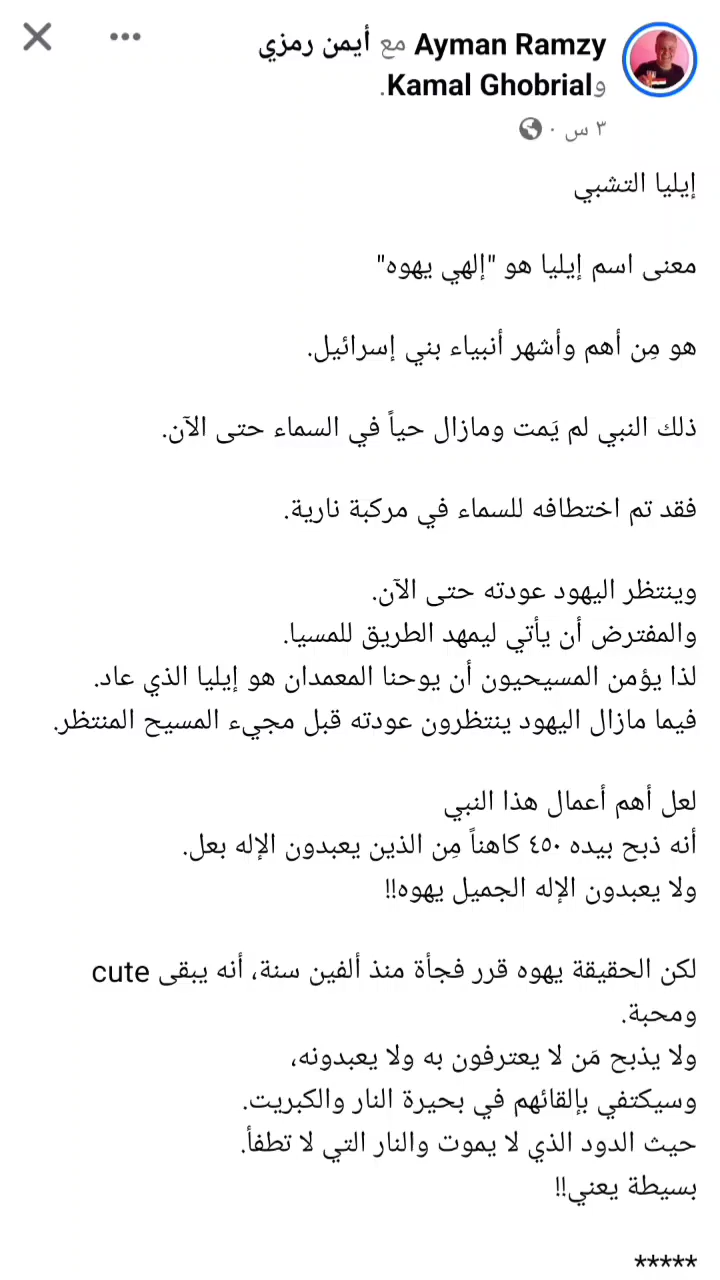 Ayman Ramzy مع أيمن رمزي
وKamal Ghobrial.
٣ س ·
إيليا التشبي
معنى اسم إيليا هو "إلهي يهوه"
هو مِن أهم وأشهر أنبياء بني إسرائيل.
ذلك النبي لم يَمت ومازال حياً في السماء حتى الآن.
فقد تم اختطافه للسماء في مركبة نارية.
وينتظر اليهود عودته حتى الآن.
والمفترض أن يأتي ليمهد الطريق للمسيا.
لذا يؤمن المسيحيون أن يوحنا المعمدان هو إيليا الذي عاد.
فيما مازال اليهود ينتظرون عودته قبل مجيء المسيح المنتظر.
لعل أهم أعمال هذا النبي
أنه ذبح بيده ٤٥٠ كاهناً مِن الذين يعبدون الإله بعل.
ولا يعبدون الإله الجميل يهوه!!
لكن الحقيقة يهوه قرر فجأة منذ ألفين سنة، أنه يبقى cute
ومحبة.
ولا يذبح مَن لا يعترفون به ولا يعبدونه،
وسيكتفي بإلقائهم في بحيرة النار والكبريت.
حيث الدود الذي لا يموت والنار التي لا تطفأ.
بسيطة يعني!!
*****